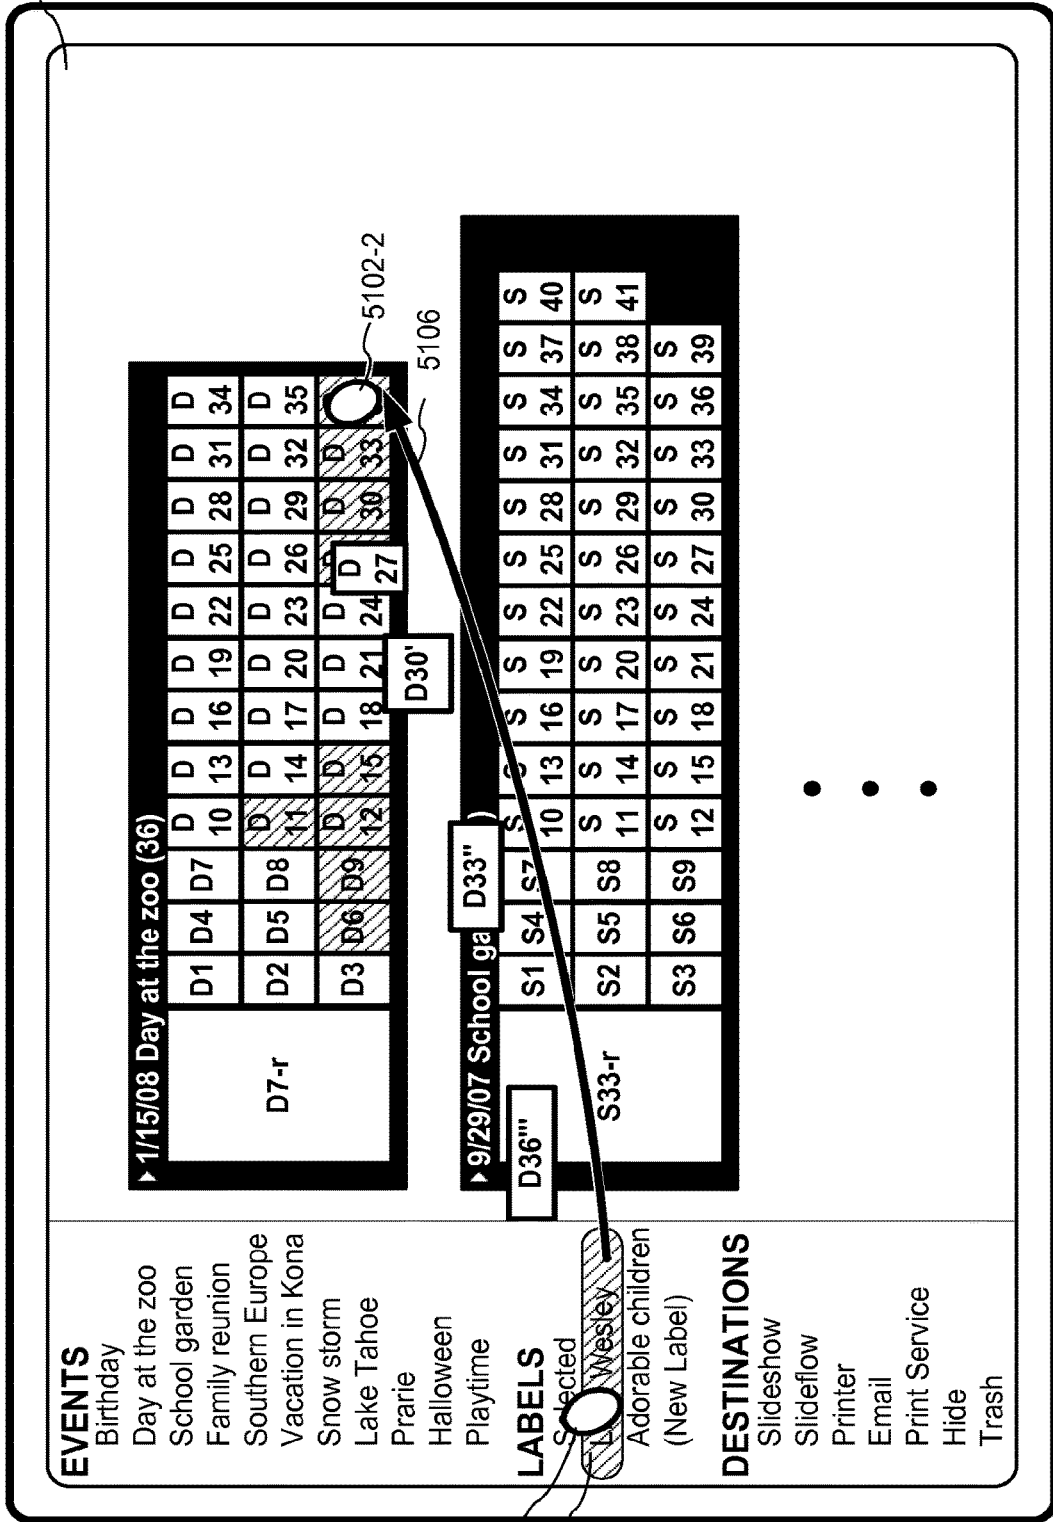 EVENTS
Birthday
Day at the zoo
School garden
Family reunion
Southern Europe
Vacation in Kona
Snow storm
Lake Tahoe
Prarie
Halloween
Playtime
LABELS
Selected
Wesley
Adorable children
(New Label)
DESTINATIONS
Slideshow
Slideflow
Printer
Email
Print Service
Hide
Trash
1/15/08 Day at the zoo (36)
D7-r
D1 D4 D7 D 10 D 13 D 16 D 19 D 22 D 25 D 28 D 31 D 34
D2 D5 D8 D 11 D 14 D 17 D 20 D 23 D 26 D 29 D 32 D 35
D3 D6 D9 D 12 D 15 D 18 D 21 D 24 D 27 D 30 D 33
5102-2
5106
D30'
D33"
D36'"
9/29/07 School ga
S33-r
S1 S4 S7 S 10 S 13 S 16 S 19 S 22 S 25 S 28 S 31 S 34 S 37 S 40
S2 S5 S8 S 11 S 14 S 17 S 20 S 23 S 26 S 29 S 32 S 35 S 38 S 41
S3 S6 S9 S 12 S 15 S 18 S 21 S 24 S 27 S 30 S 33 S 36 S 39